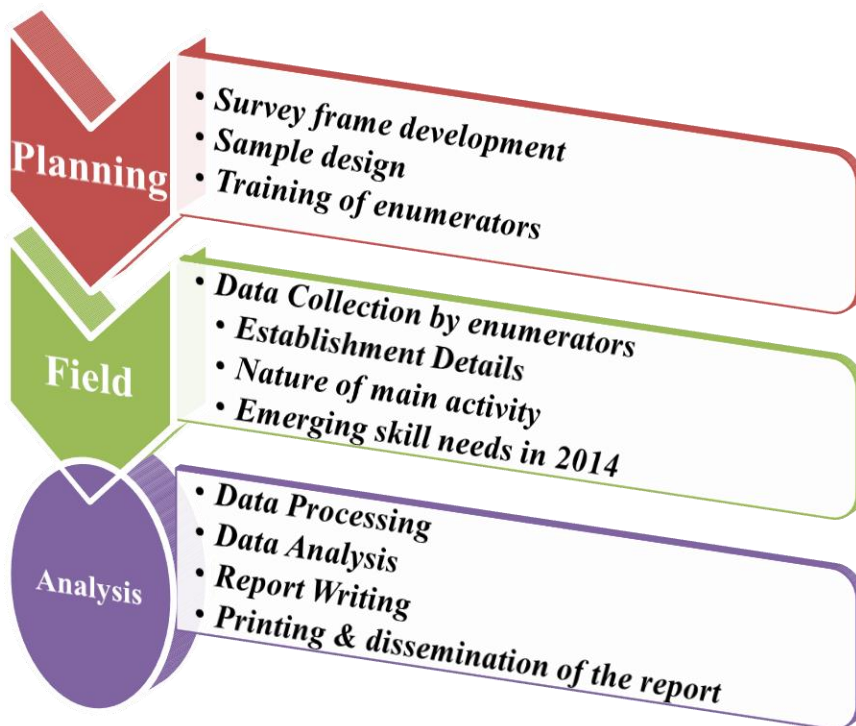 Planning
• Survey frame development
• Sample design
• Training of enumerators
Field
• Data Collection by enumerators
• Establishment Details
• Nature of main activity
• Emerging skill needs in 2014
Analysis
• Data Processing
• Data Analysis
• Report Writing
• Printing & dissemination of the report